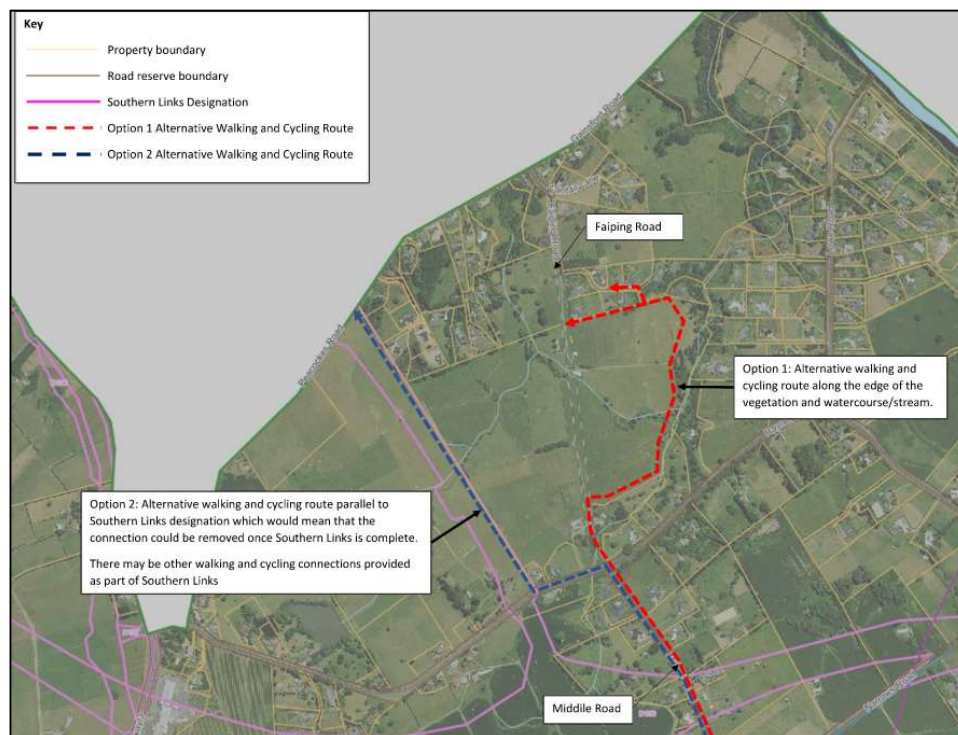 Key
Property boundary
Road reserve boundary
Southern Links Designation
Option 1 Alternative Walking and Cycling Route
Option 2 Alternative Walking and Cycling Route
Faiping Road
Option 1: Alternative walking and
cycling route along the edge of the
vegetation and watercourse/stream.
Option 2: Alternative walking and cycling route parallel to
Southern Links designation which would mean that the
connection could be removed once Southern Links is complete.
There may be other walking and cycling connections provided
as part of Southern Links
Middile Road